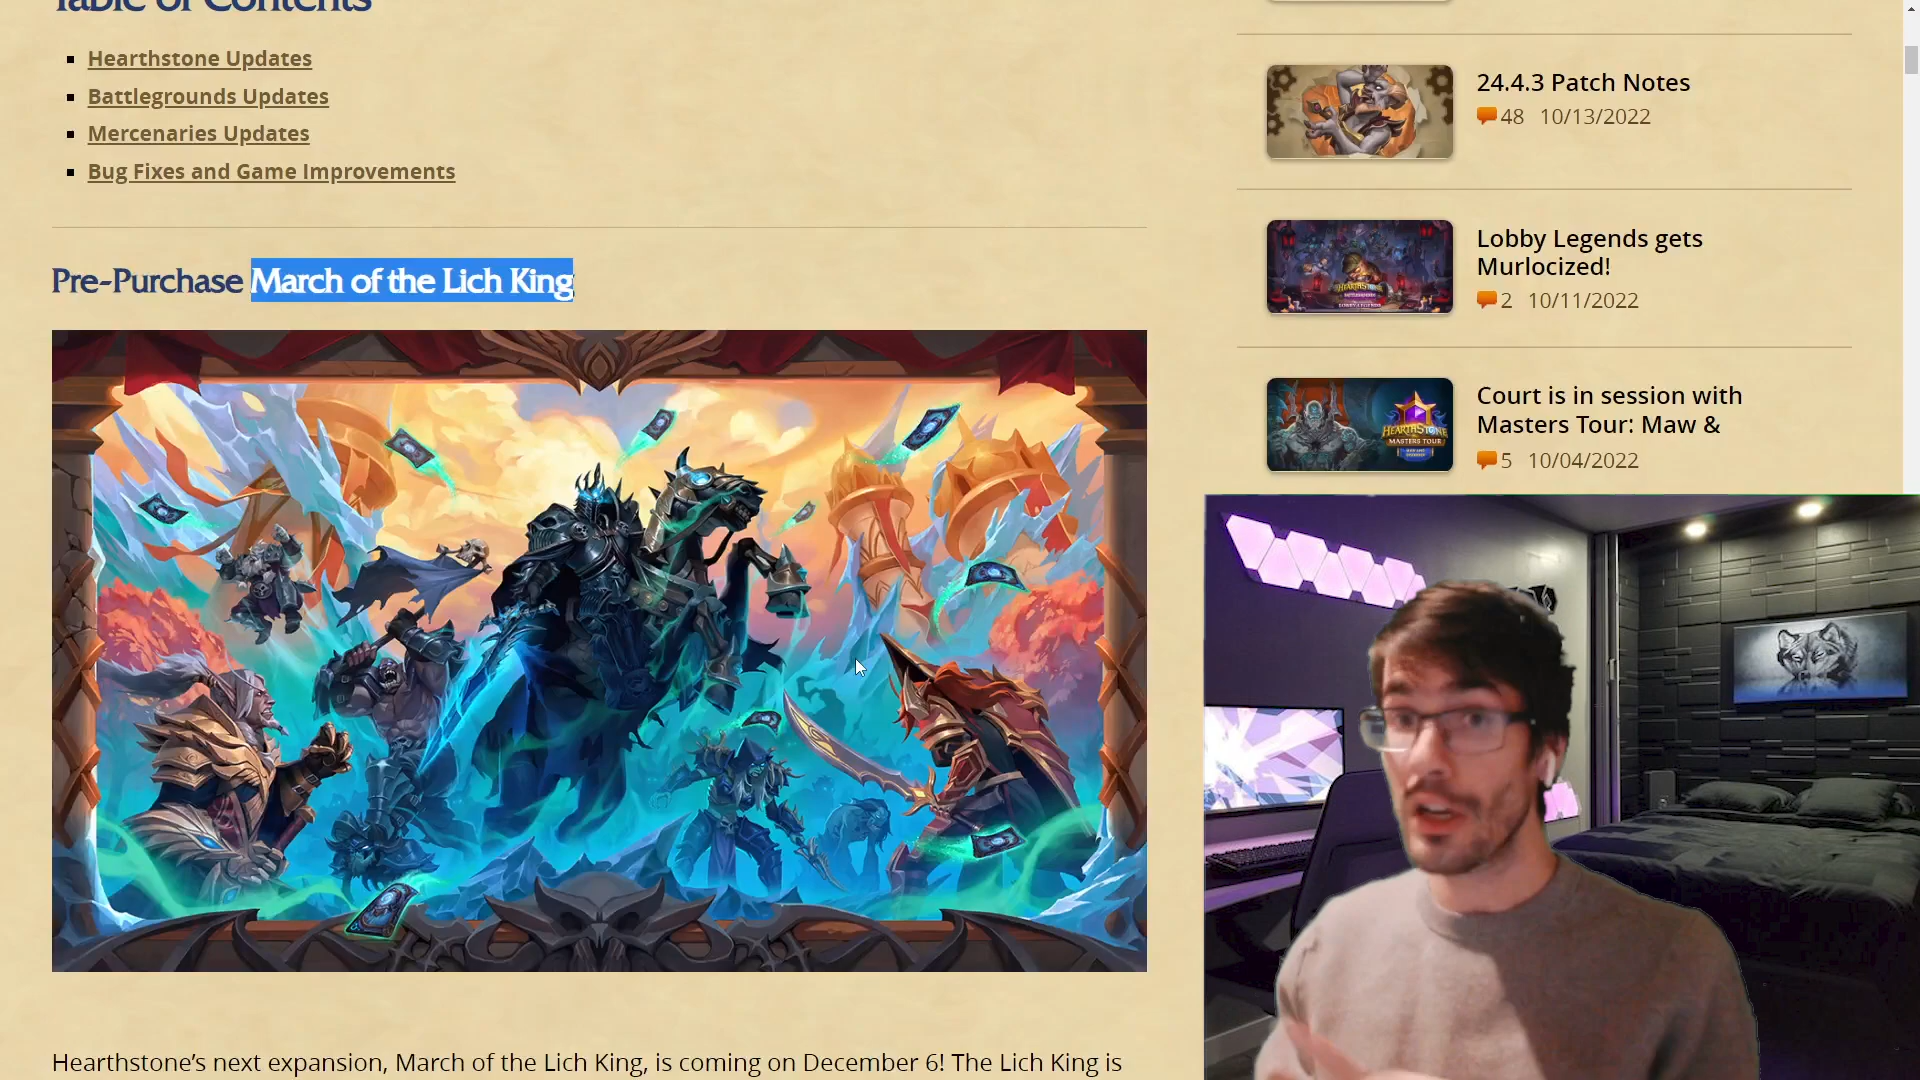 Table of Contents
Hearthstone Updates
Battlegrounds Updates
Mercenaries Updates
Bug Fixes and Game Improvements
Pre-Purchase March of the Lich King
Hearthstone’s next expansion, March of the Lich King, is coming on December 6! The Lich King is
24.4.3 Patch Notes
48 10/13/2022
Lobby Legends gets
Murlocized!
2 10/11/2022
HEARTHSTONE
MASTERS TOUR
Court is in session with
Masters Tour: Maw &
5 10/04/2022